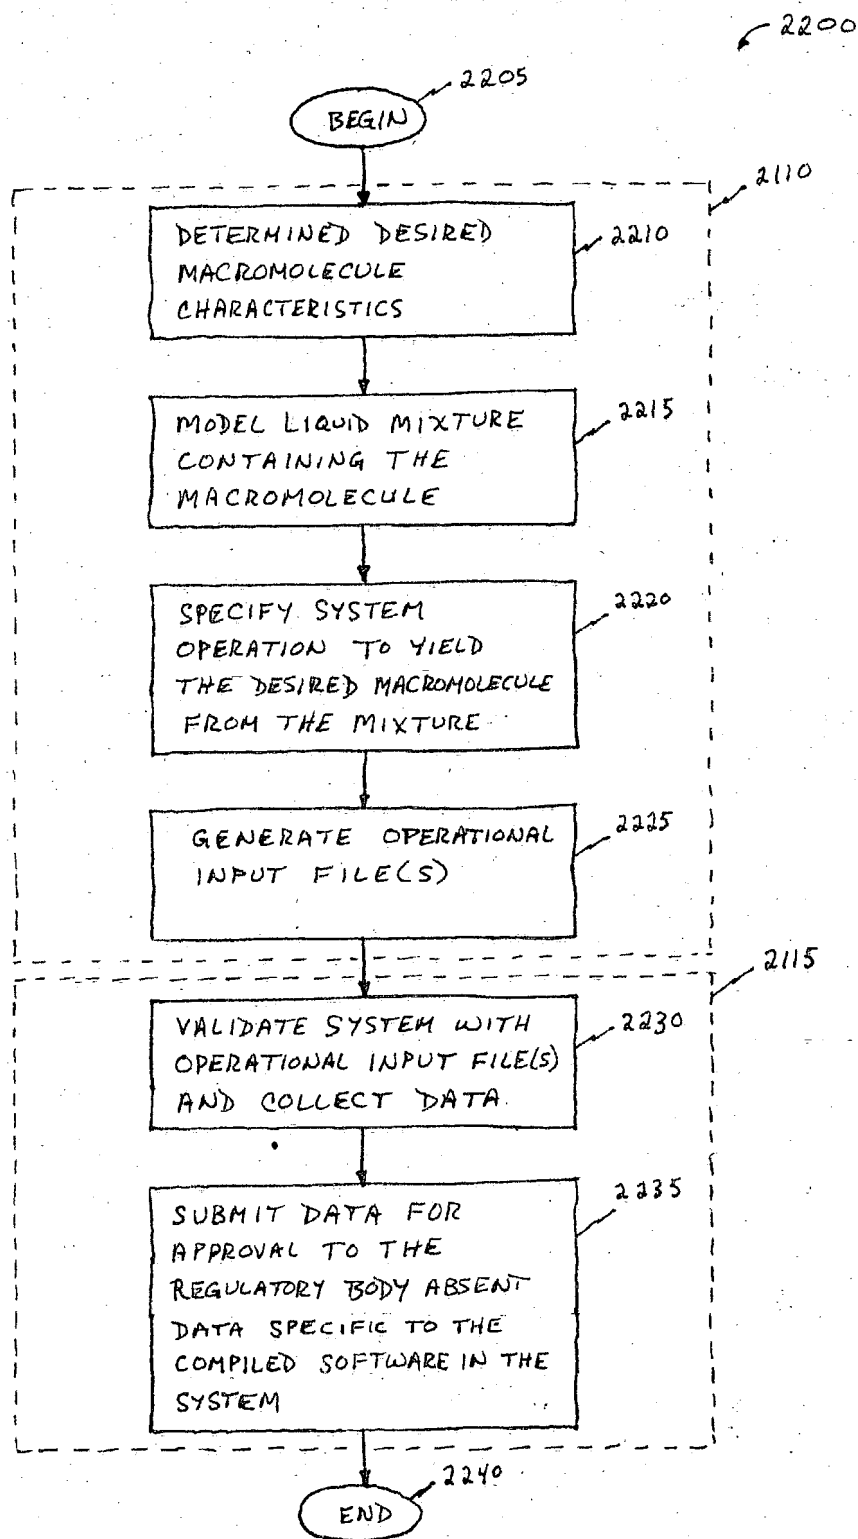 2200
2205
BEGIN
2110
DETERMINED DESIRED
MACROMOLECULE
CHARACTERISTICS
2210
MODEL LIQUID MIXTURE
CONTAINING THE
MACROMOLECULE
2215
SPECIFY SYSTEM
OPERATION TO YIELD
THE DESIRED MACROMOLECULE
FROM THE MIXTURE
2220
GENERATE OPERATIONAL
INPUT FILE(S)
2225
2115
VALIDATE SYSTEM WITH
OPERATIONAL INPUT FILE(S)
AND COLLECT DATA
2230
SUBMIT DATA FOR
APPROVAL TO THE
REGULATORY BODY ABSENT
DATA SPECIFIC TO THE
COMPILED SOFTWARE IN THE
SYSTEM
2235
2240
END